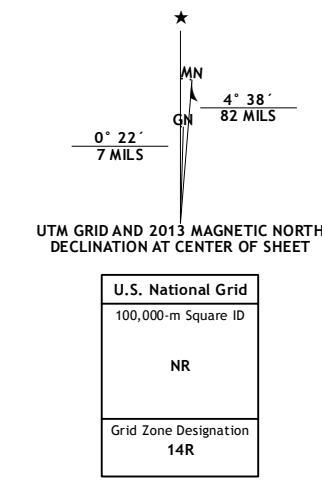 ★
MN
4° 38´
82 MILS
GN
0° 22´
7 MILS
UTM GRID AND 2013 MAGNETIC NORTH
DECLINATION AT CENTER OF SHEET
U.S. National Grid
100,000-m Square ID
NR
Grid Zone Designation
14R